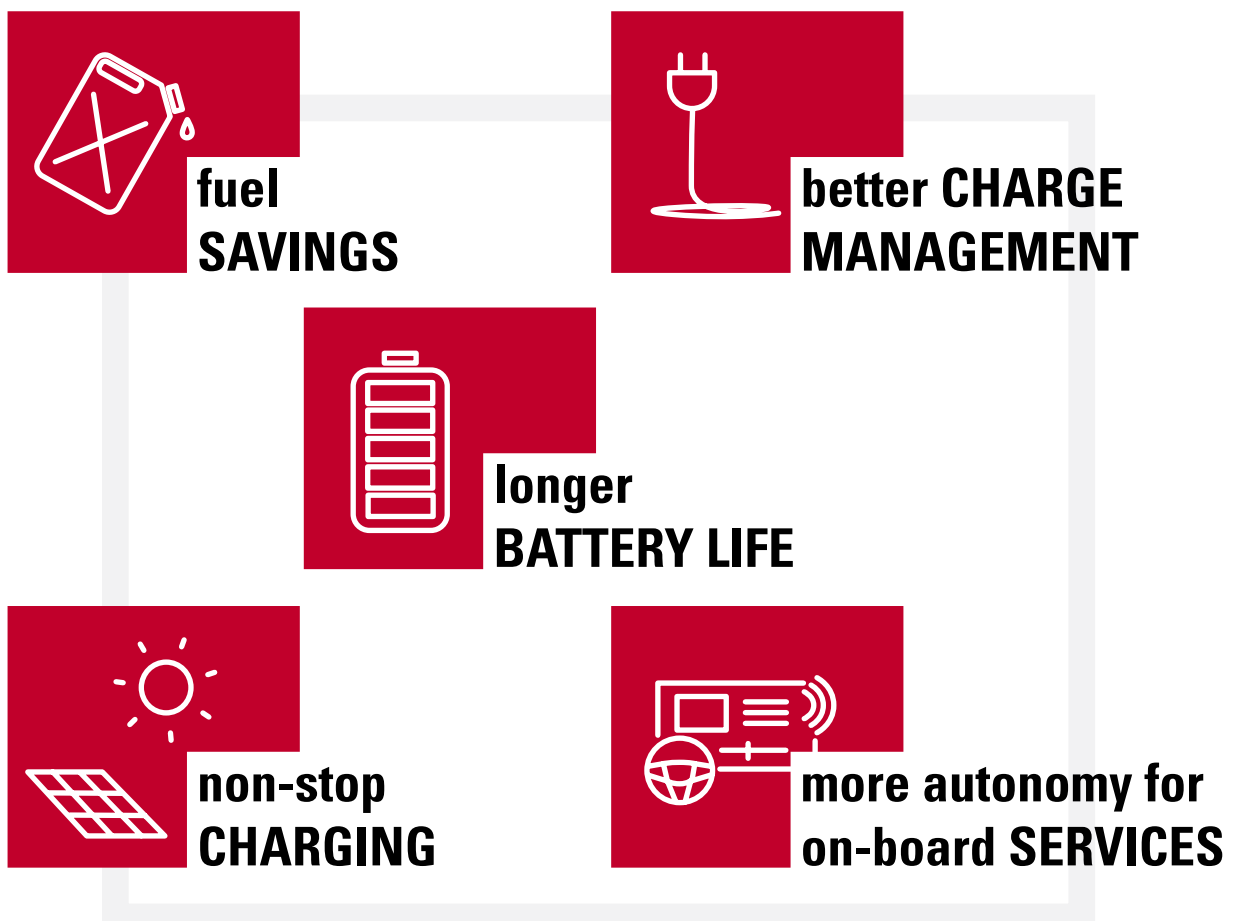 fuel
SAVINGS
better CHARGE
MANAGEMENT
longer
BATTERY LIFE
non-stop
CHARGING
more autonomy for
on-board SERVICES